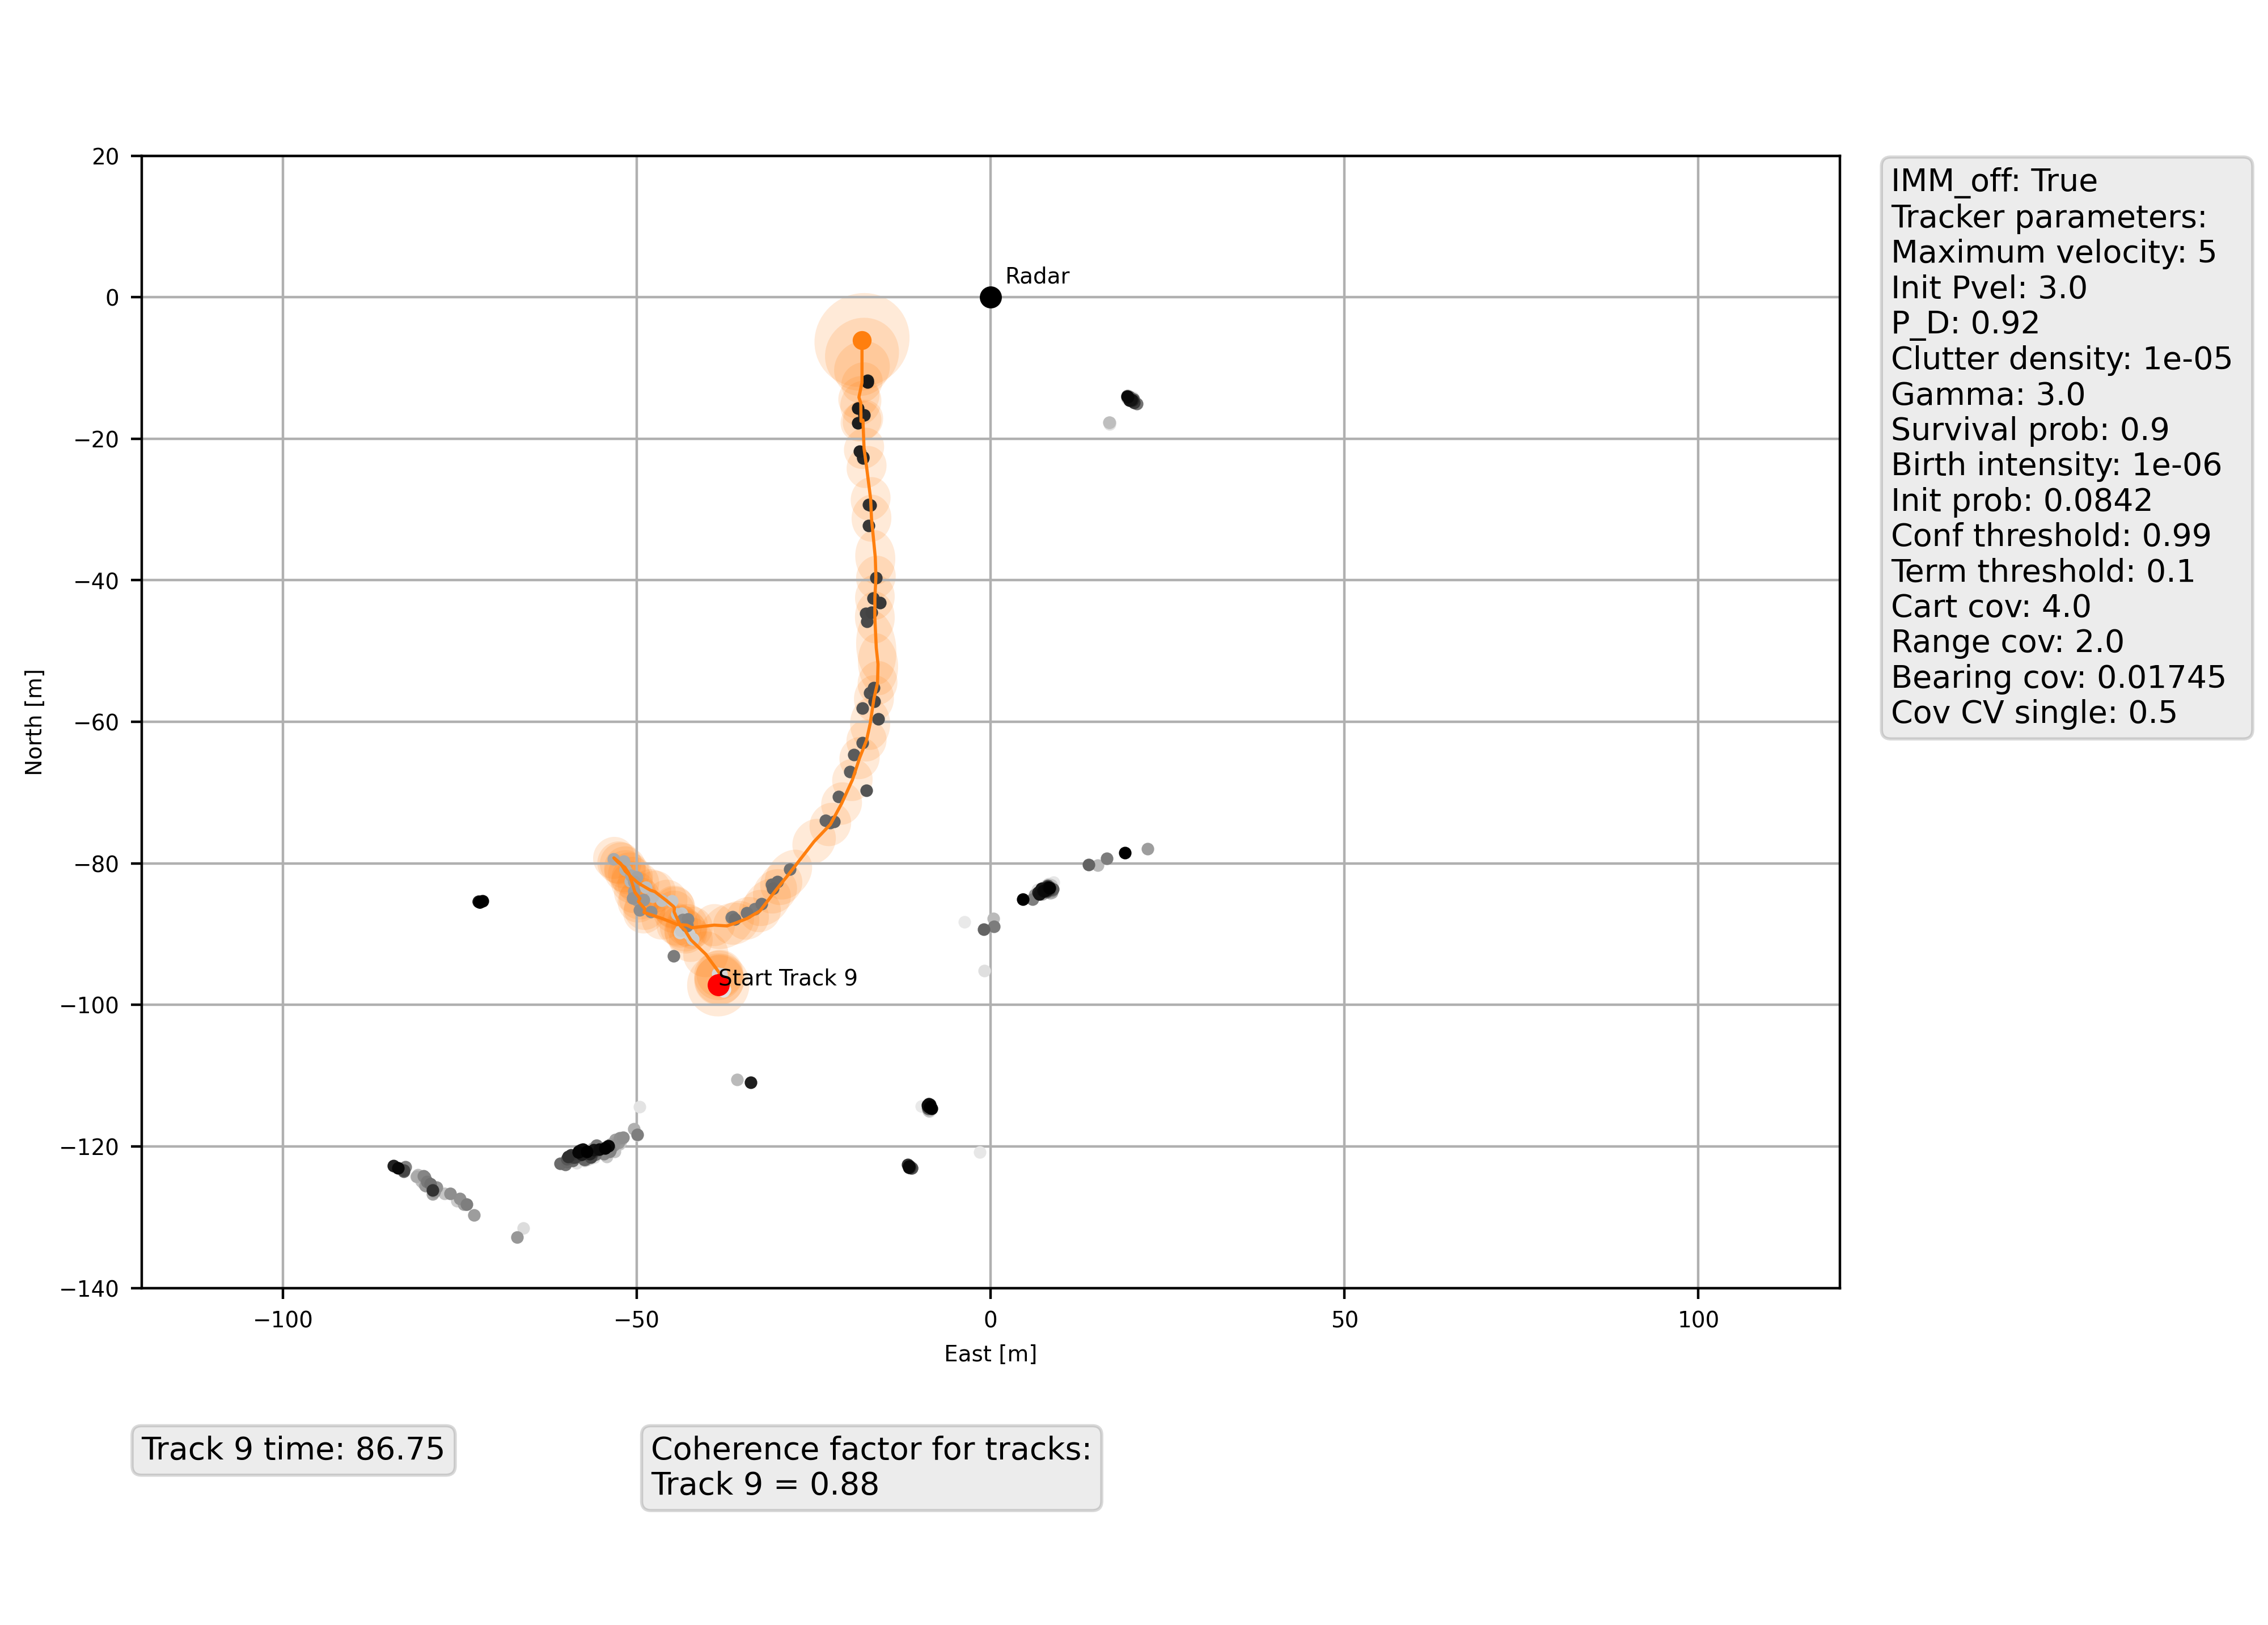 20
0
−20
−40
−60
−80
−100
−120
−140
North [m]
−100
−50
0
50
100
East [m]
Radar
Start Track 9
IMM_off: True
Tracker parameters:
Maximum velocity: 5
Init Pvel: 3.0
P_D: 0.92
Clutter density: 1e-05
Gamma: 3.0
Survival prob: 0.9
Birth intensity: 1e-06
Init prob: 0.0842
Conf threshold: 0.99
Term threshold: 0.1
Cart cov: 4.0
Range cov: 2.0
Bearing cov: 0.01745
Cov CV single: 0.5
Track 9 time: 86.75
Coherence factor for tracks:
Track 9 = 0.88